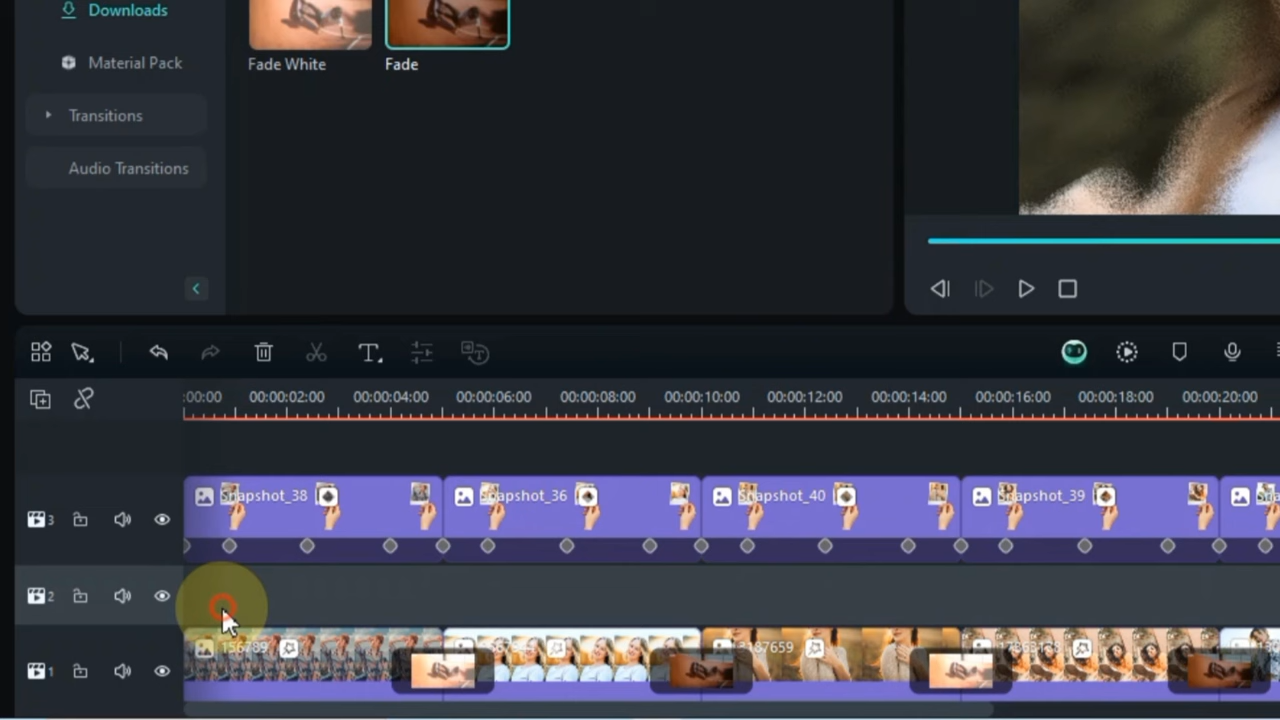 Downloads
Fade White
Fade
Material Pack
Transitions
Audio Transitions
:00:00 00:00:02:00 00:00:04:00 00:00:06:00 00:00:08:00 00:00:10:00 00:00:12:00 00:00:14:00 00:00:16:00 00:00:18:00 00:00:20:00
Snapshot_38 Snapshot_36 Snapshot_40 Snapshot_39
3
2
156789 3187659
1